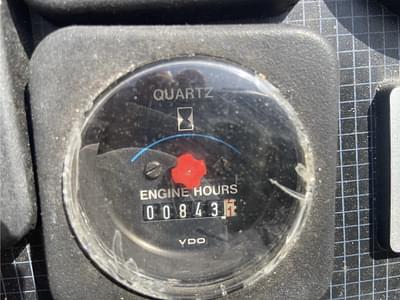 QUARTZ
ENGINE HOURS
00843
VDO